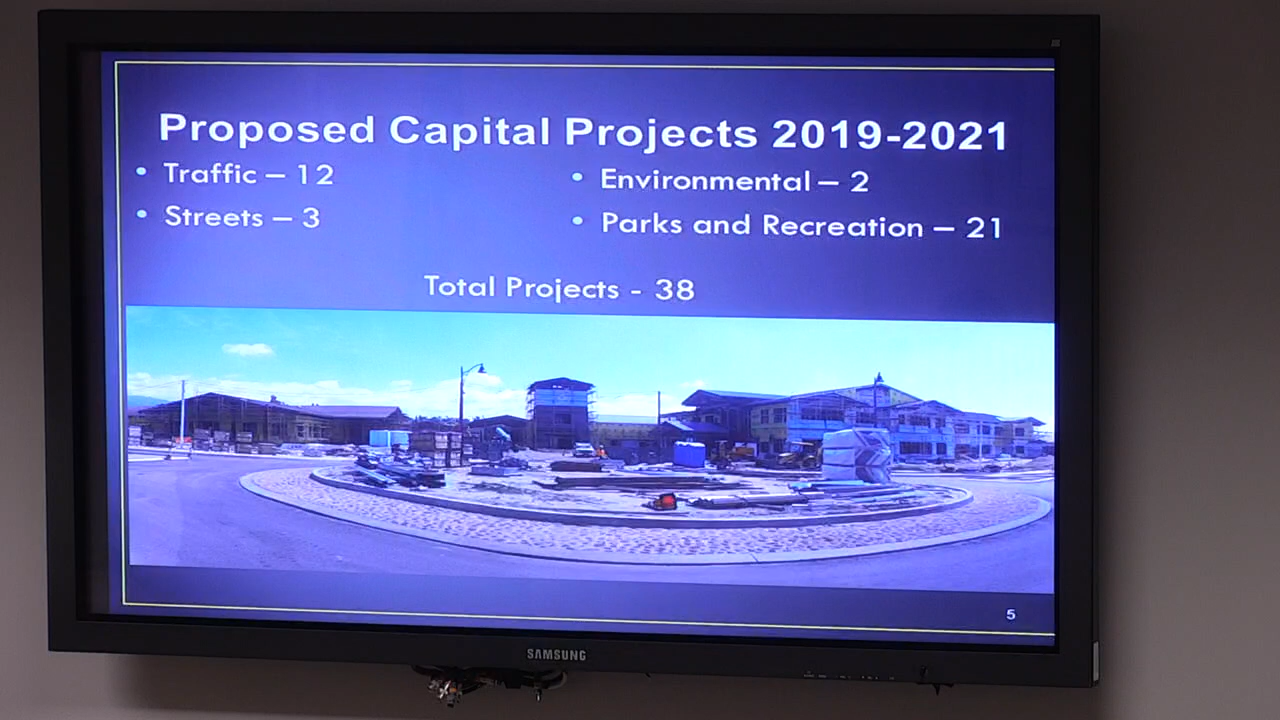 Proposed Capital Projects 2019-2021
• Traffic – 12
• Streets – 3
• Environmental – 2
• Parks and Recreation – 21
Total Projects - 38
5
SAMSUNG